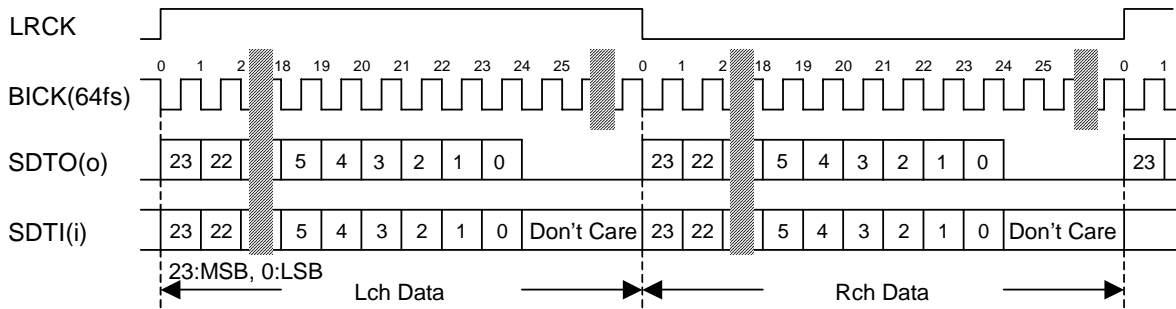 LRCK
0 1 2 18 19 20 21 22 23 24 25 0 1 2 18 19 20 21 22 23 24 25 0 1
BICK(64fs)
SDTO(o) 23 22 5 4 3 2 1 0 23 22 5 4 3 2 1 0 23
SDTI(i) 23 22 5 4 3 2 1 0 Don't Care 23 22 5 4 3 2 1 0 Don't Care
23:MSB, 0:LSB
Lch Data Rch Data